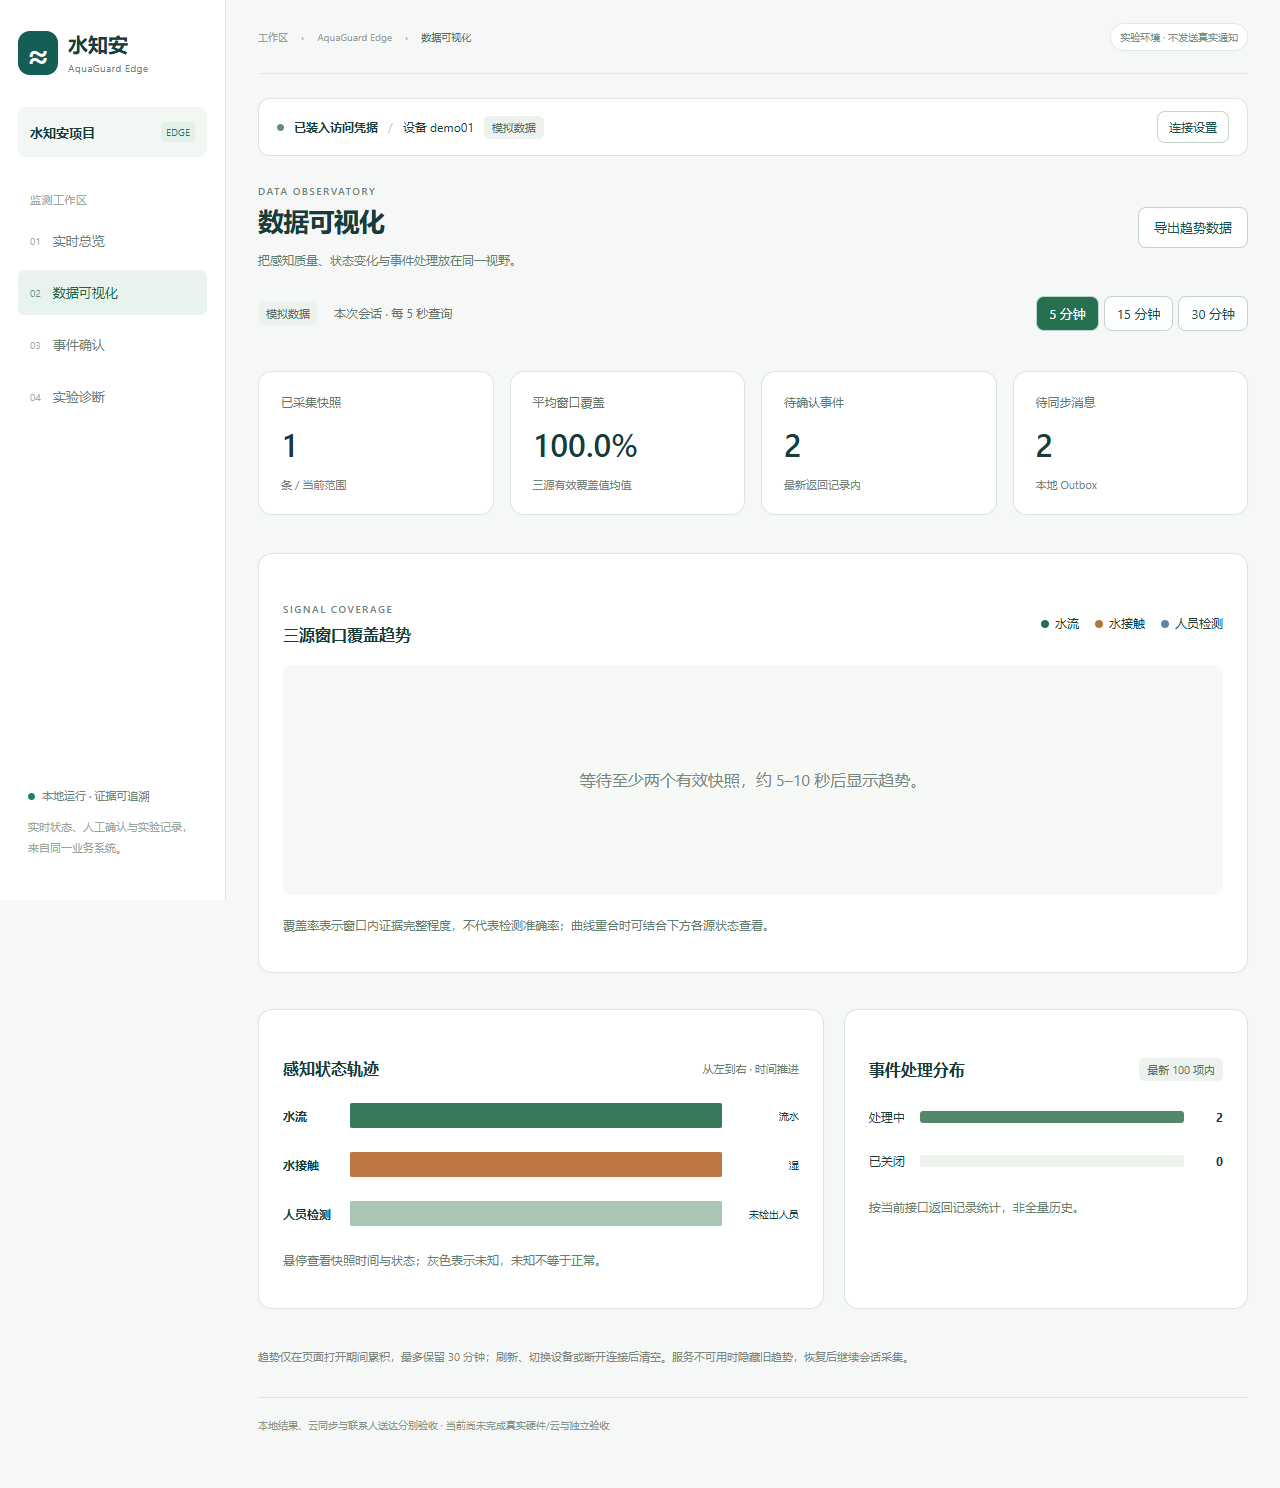 水知安
AquaGuard Edge
水知安项目
EDGE
监测工作区
01 实时总览
02 数据可视化
03 事件确认
04 实验诊断
本地运行 · 证据可追溯
实时状态、人工确认与实验记录，
来自同一业务系统。
工作区 › AquaGuard Edge › 数据可视化
实验环境 · 不发送真实通知
已装入访问凭据 / 设备 demo01 模拟数据
连接设置
DATA OBSERVATORY
数据可视化
把感知质量、状态变化与事件处理放在同一视野。
导出趋势数据
模拟数据 本次会话 · 每 5 秒查询
5 分钟 15 分钟 30 分钟
已采集快照
1
条 / 当前范围
平均窗口覆盖
100.0%
三源有效覆盖值均值
待确认事件
2
最新返回记录内
待同步消息
2
本地 Outbox
SIGNAL COVERAGE
三源窗口覆盖趋势
水流 水接触 人员检测
等待至少两个有效快照，约 5–10 秒后显示趋势。
覆盖率表示窗口内证据完整程度，不代表检测准确率；曲线重合时可结合下方各源状态查看。
感知状态轨迹
从左到右 · 时间推进
水流 流水
水接触 湿
人员检测 未检出人员
悬停查看快照时间与状态；灰色表示未知，未知不等于正常。
事件处理分布
最新 100 项内
处理中 2
已关闭 0
按当前接口返回记录统计，非全量历史。
趋势仅在页面打开期间累积，最多保留 30 分钟；刷新、切换设备或断开连接后清空。服务不可用时隐藏旧趋势，恢复后继续会话采集。
本地结果、云同步与联系人送达分别验收 · 当前尚未完成真实硬件/云与独立验收